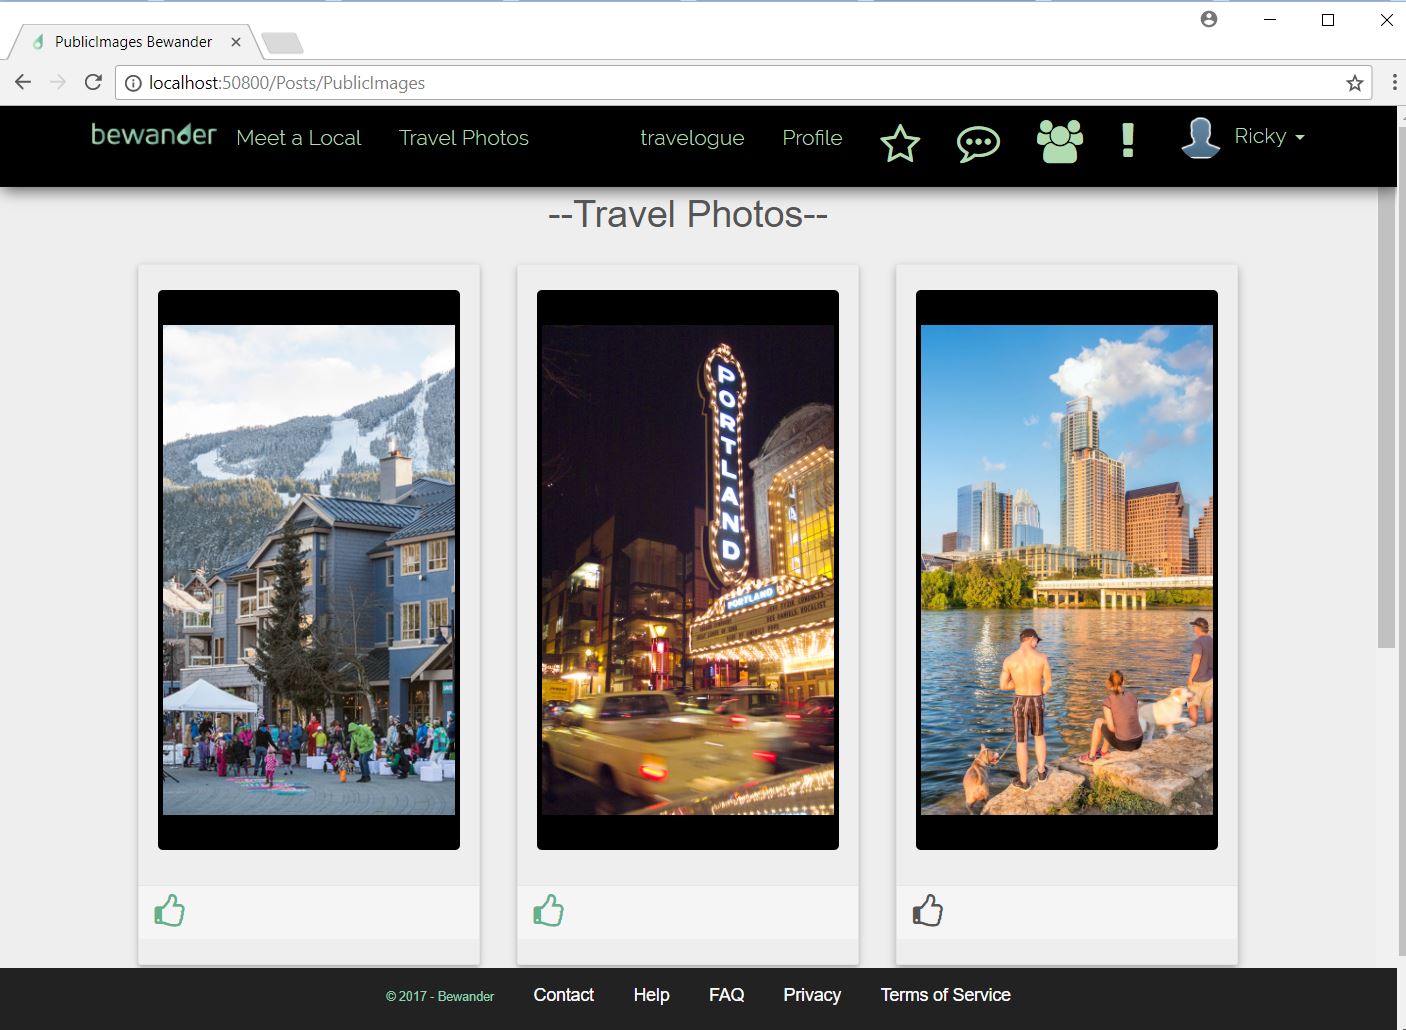 PublicImages Bewander
localhost:50800/Posts/PublicImages
bewander Meet a Local Travel Photos travelogue Profile Ricky
--Travel Photos--
PORTLAND
PORTLAND
© 2017 - Bewander Contact Help FAQ Privacy Terms of Service